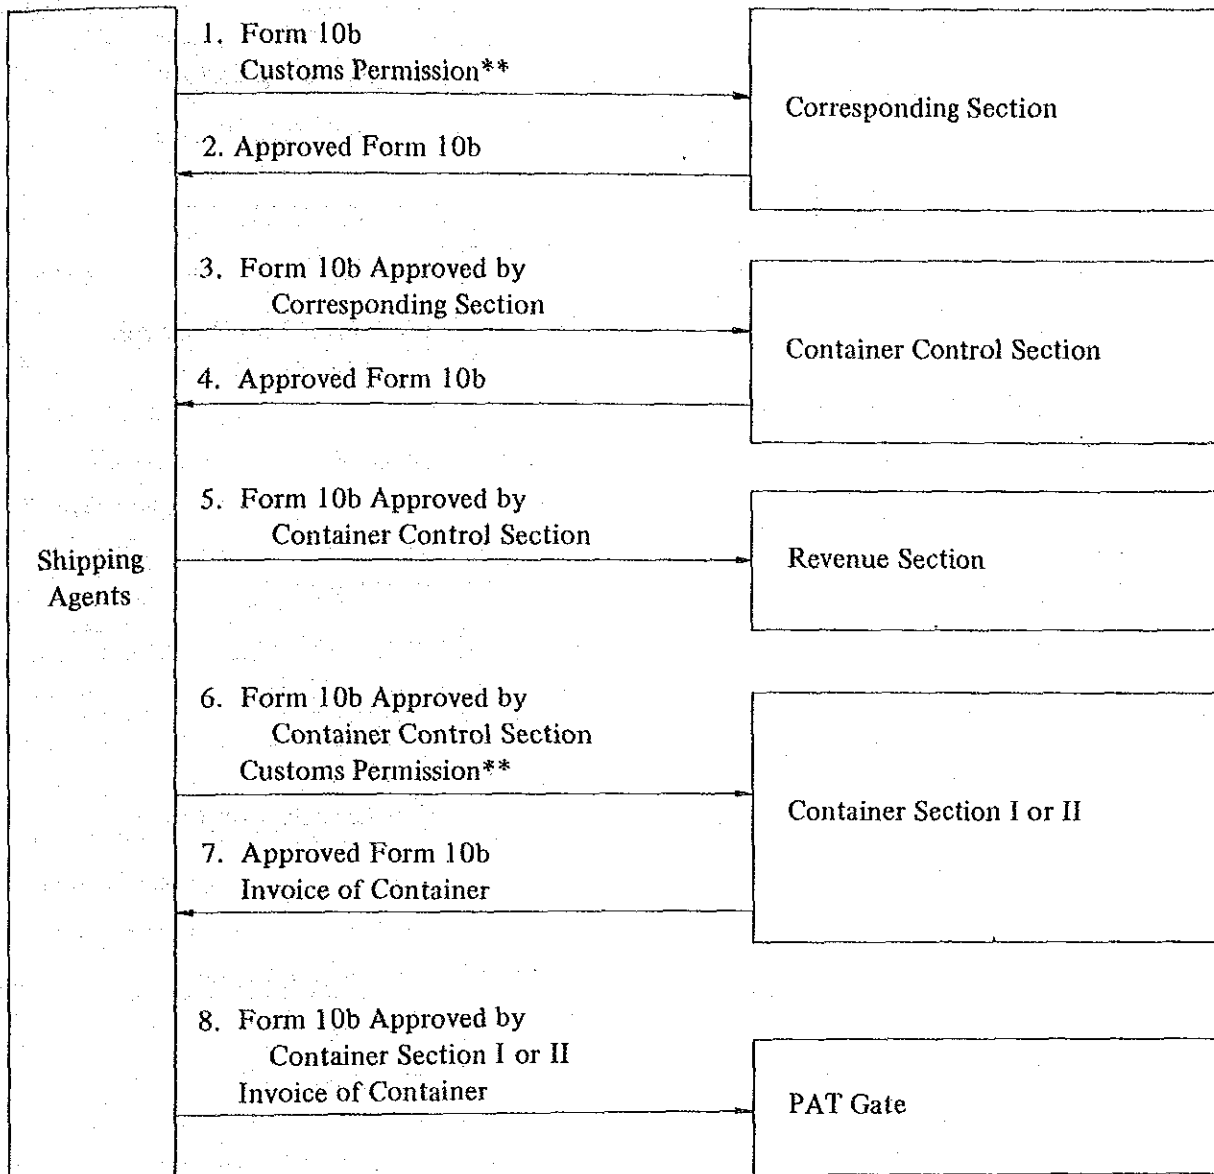 1. Form 10b
Customs Permission**
Corresponding Section
2. Approved Form 10b
3. Form 10b Approved by
Corresponding Section
Container Control Section
4. Approved Form 10b
5. Form 10b Approved by
Container Control Section
Shipping
Agents
Revenue Section
6. Form 10b Approved by
Container Control Section
Customs Permission**
Container Section I or II
7. Approved Form 10b
Invoice of Container
8. Form 10b Approved by
Container Section I or II
Invoice of Container
PAT Gate